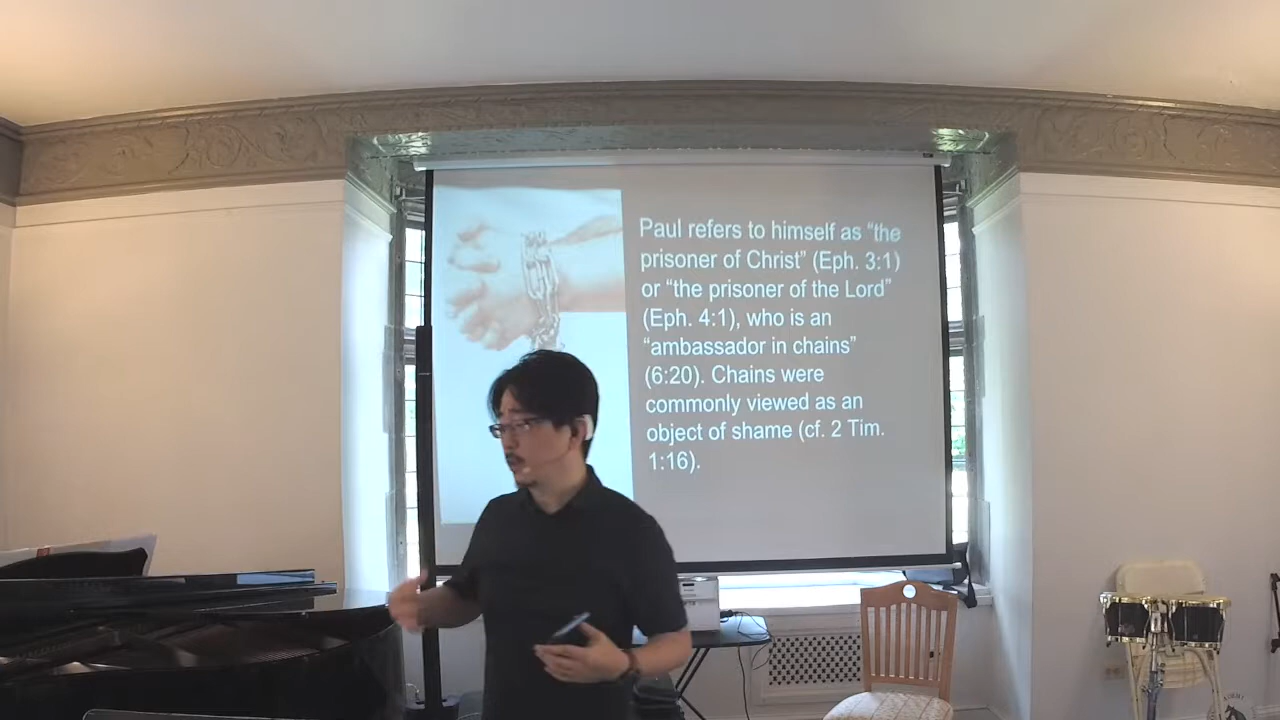 Paul refers to himself as “the
prisoner of Christ” (Eph. 3:1)
or “the prisoner of the Lord”
(Eph. 4:1), who is an
“ambassador in chains”
(6:20). Chains were
commonly viewed as an
object of shame (cf. 2 Tim.
1:16).